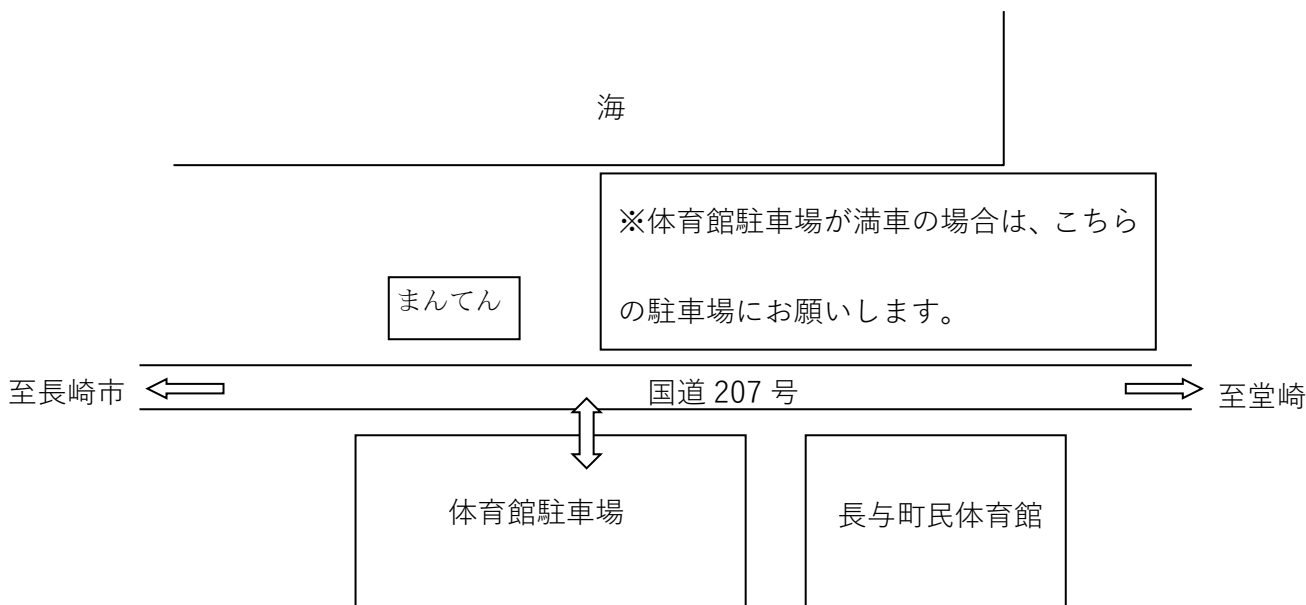 海
※体育館駐車場が満車の場合は、こちら
の駐車場にお願いします。
まんてん
至長崎市
国道 207 号
至堂崎
体育館駐車場
長与町民体育館